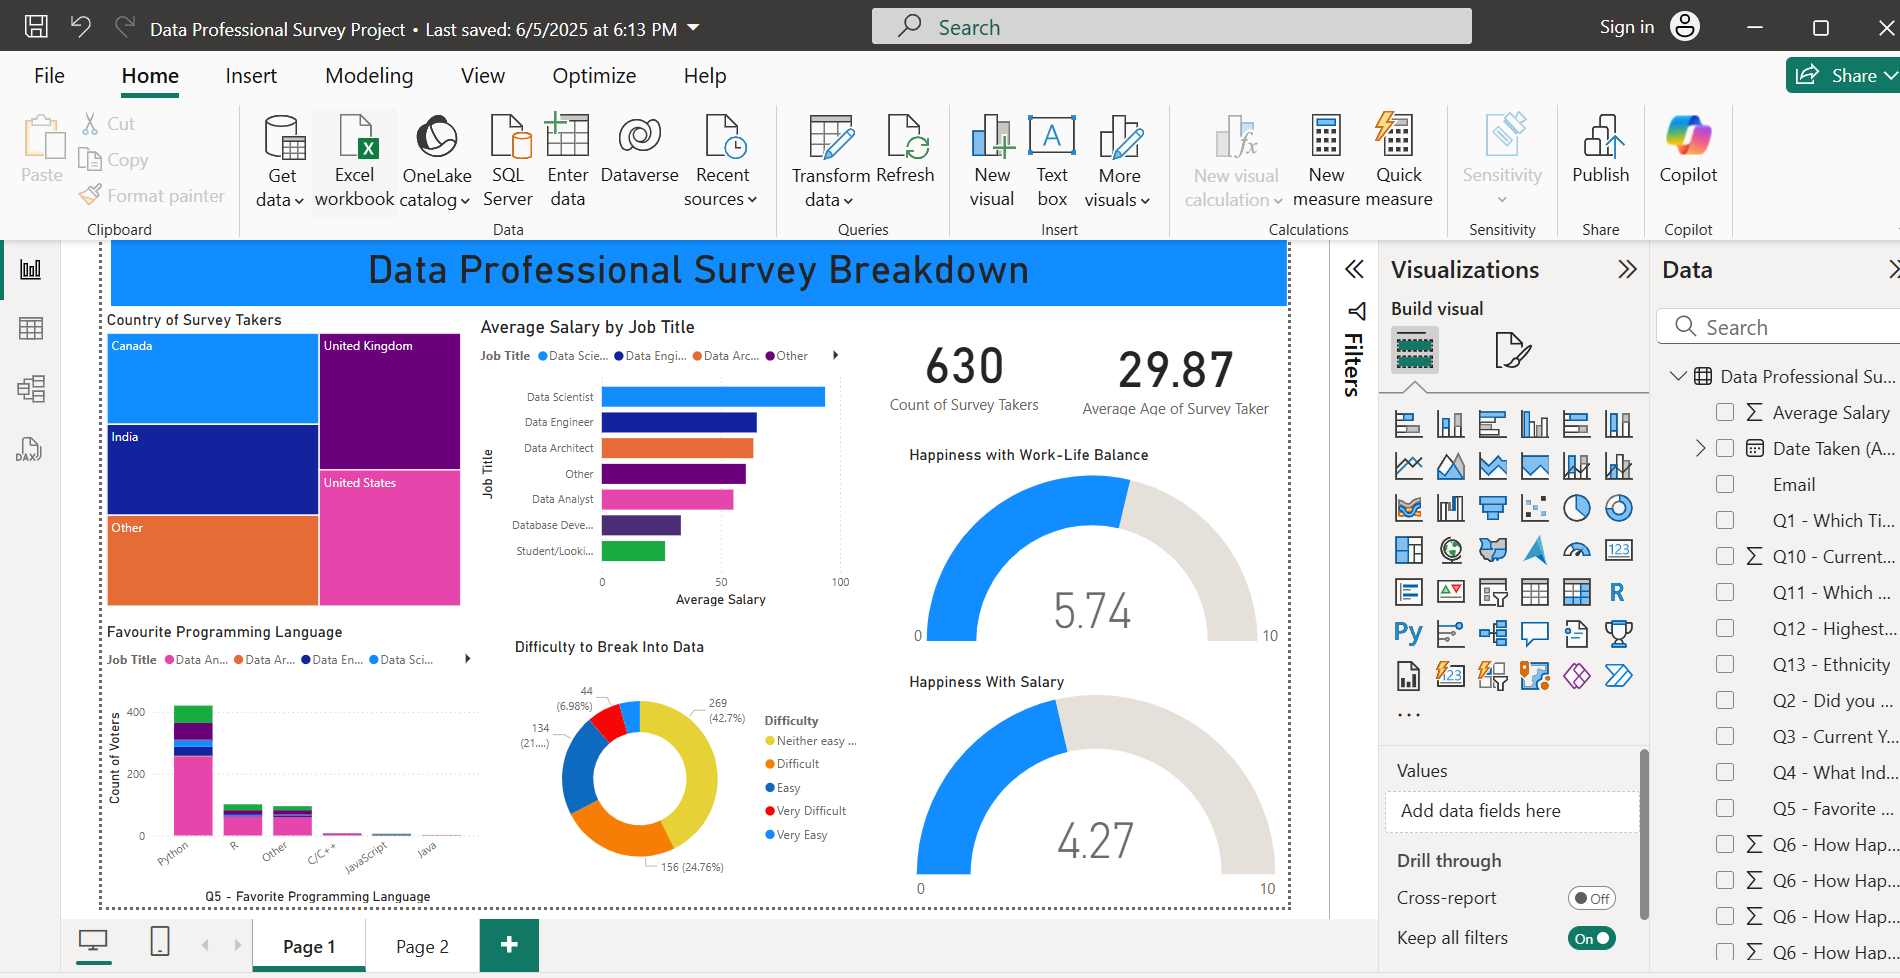 Data Professional Survey Project • Last saved: 6/5/2025 at 6:13 PM
Search
Sign in
File Home Insert Modeling View Optimize Help
Share
Paste
Cut
Copy
Format painter
Clipboard
Get data
Excel workbook
OneLake catalog
SQL Server
Enter data
Dataverse
Recent sources
Data
Transform data
Refresh
Queries
New visual
Text box
More visuals
Insert
New visual calculation
New measure
Quick measure
Calculations
Sensitivity
Sensitivity
Publish
Share
Copilot
Copilot
DAX
Data Professional Survey Breakdown
Country of Survey Takers
Canada
United Kingdom
India
United States
Other
Average Salary by Job Title
Job Title Data Scie... Data Engi... Data Arc... Other
Job Title
Data Scientist
Data Engineer
Data Architect
Other
Data Analyst
Database Deve...
Student/Looki...
0 50 100
Average Salary
630
Count of Survey Takers
29.87
Average Age of Survey Taker
Happiness with Work-Life Balance
5.74
0 10
Favourite Programming Language
Job Title Data An... Data Ar... Data En... Data Sci...
Count of Voters
400
200
0
Python R Other C/C++ JavaScript Java
Q5 - Favorite Programming Language
Difficulty to Break Into Data
44
(6.98%)
134
(21....)
269
(42.7%)
156 (24.76%)
Difficulty
Neither easy ...
Difficult
Easy
Very Difficult
Very Easy
Happiness With Salary
4.27
0 10
Filters
Visualizations
Build visual
123
R
Py
123
...
Values
Add data fields here
Drill through
Cross-report Off
Keep all filters On
Data
Search
Data Professional Su...
Average Salary
Date Taken (A...
Email
Q1 - Which Ti...
Q10 - Current...
Q11 - Which ...
Q12 - Highest...
Q13 - Ethnicity
Q2 - Did you ...
Q3 - Current Y...
Q4 - What Ind...
Q5 - Favorite ...
Q6 - How Hap...
Q6 - How Hap...
Q6 - How Hap...
Q6 - How Hap...
Page 1
Page 2